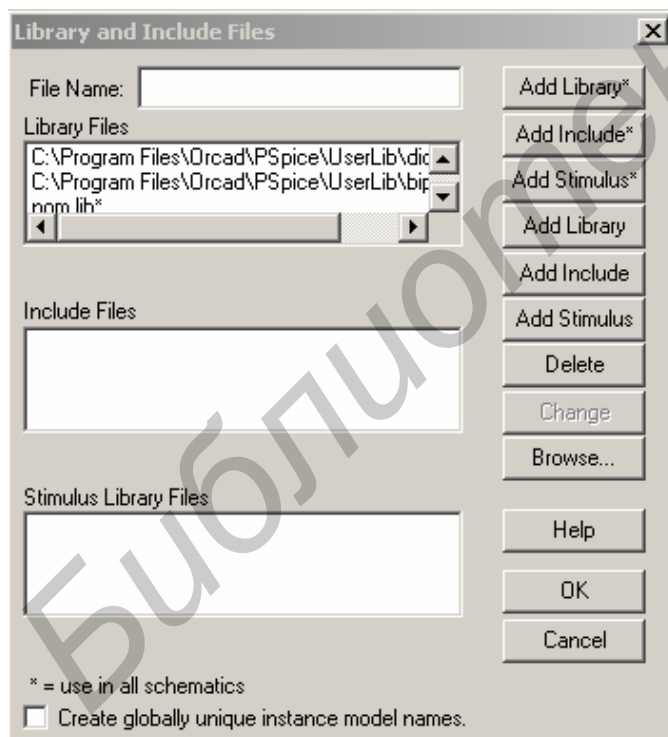 Library and Include Files
File Name:
Add Library*
Library Files
Add Include*
C:\Program Files\Orcad\PSpice\UserLib\dio
C:\Program Files\Orcad\PSpice\UserLib\bip
nom.lib*
Add Stimulus*
Add Library
Add Include
Include Files
Add Stimulus
Delete
Change
Browse...
Stimulus Library Files
Help
OK
Cancel
* = use in all schematics
Create globally unique instance model names.